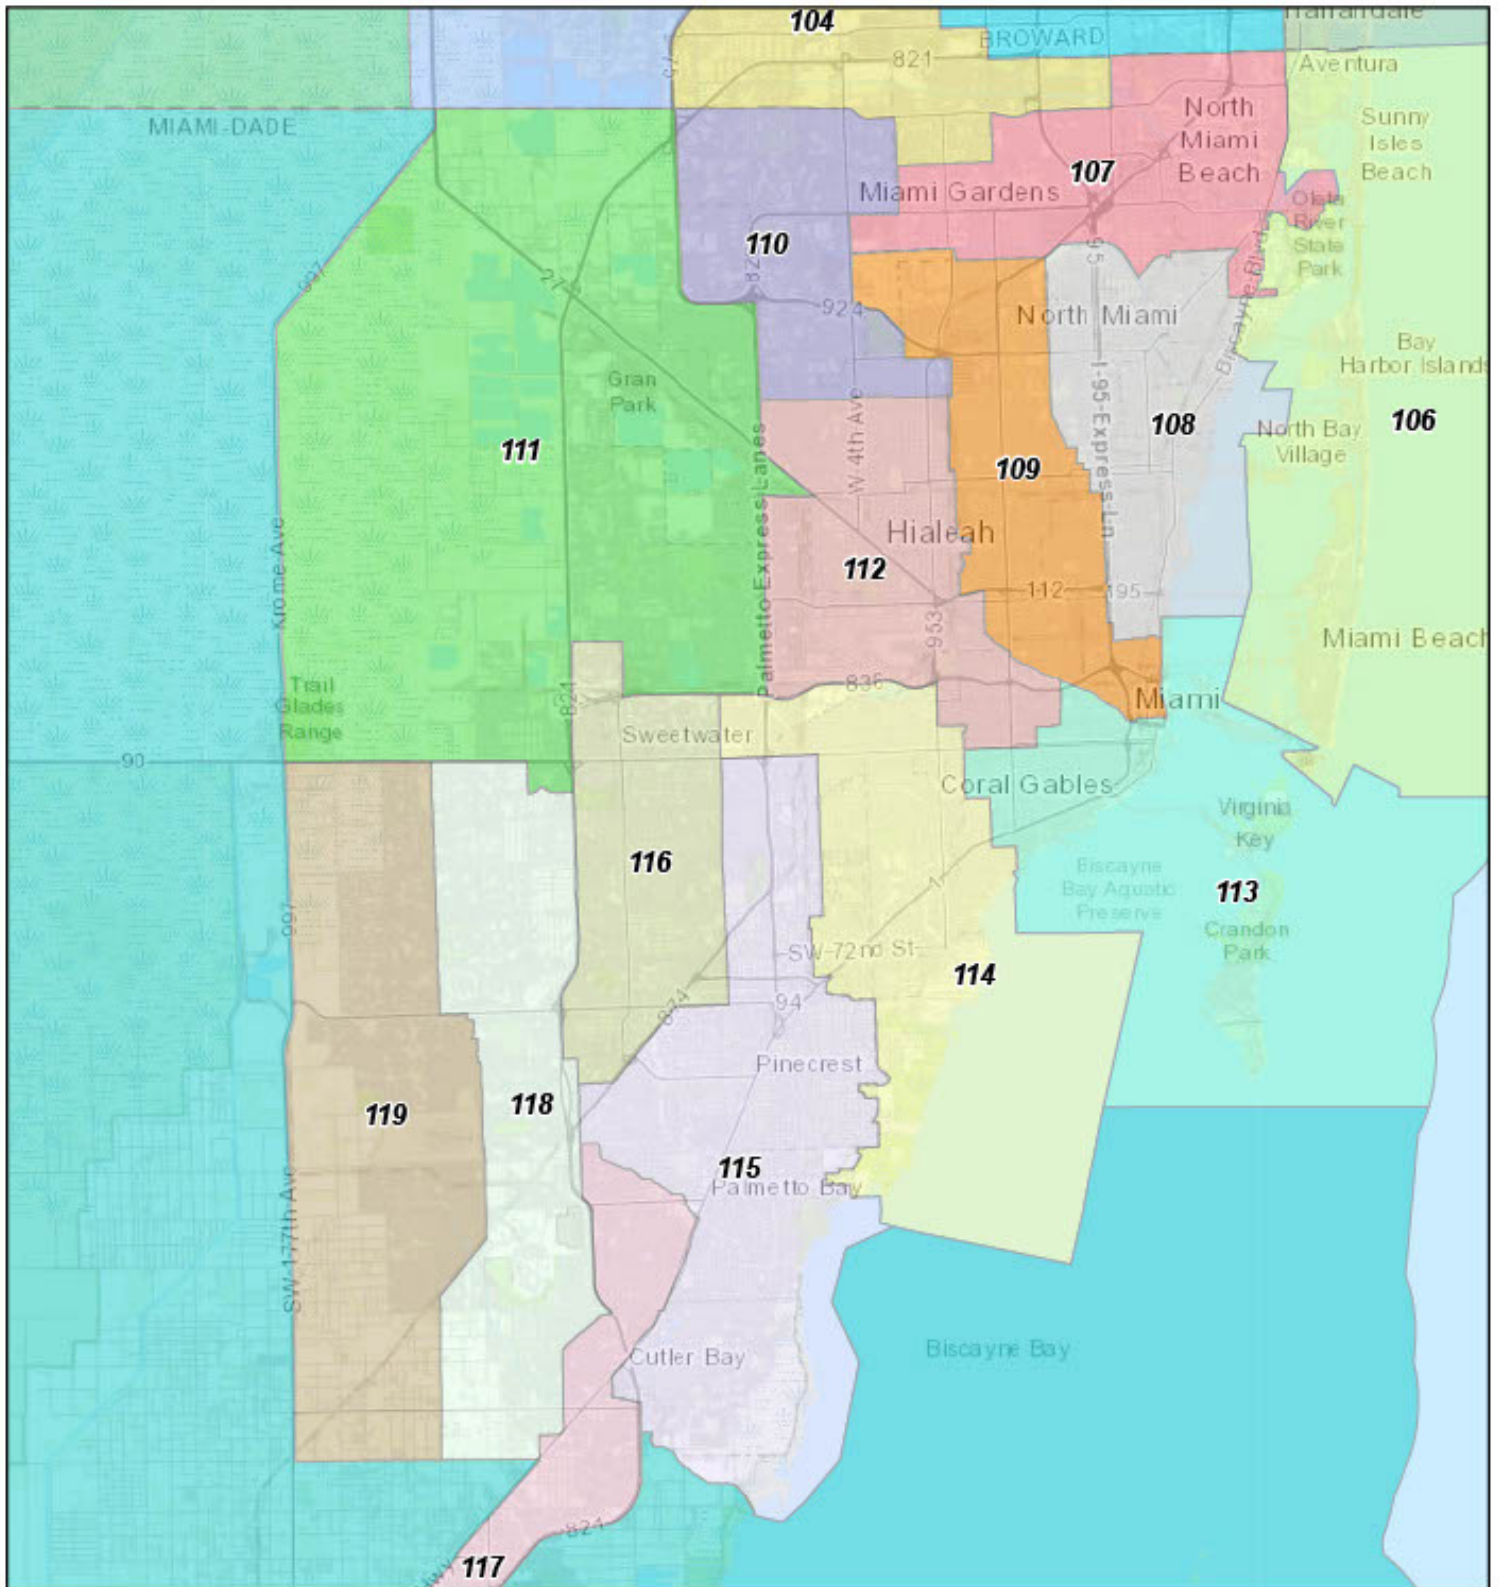 104
BROWARD
821
Aventura
MIAMI-DADE
North
Miami
Beach
Sunny
Isles
Beach
107
Miami Gardens
Oleta
River
State
Park
110
997
27
924
95
Biscayne Blvd
North Miami
Bay
Harbor Islands
Gran
Park
111
W 4th Ave
Palmetto Express Lanes
I-95-Express-Ln
108
106
North Bay
Village
109
Hialeah
112
Krome Ave
112
195
953
Miami Beach
836
821
Trail
Glades
Range
Miami
Sweetwater
90
Coral Gables
Virginia
Key
116
1
Biscayne
Bay Aquatic
Preserve
113
997
Crandon
Park
SW 72nd St
114
874
94
Pinecrest
119
118
115
Palmetto Bay
SW 177th Ave
Cutler Bay
Biscayne Bay
821
117